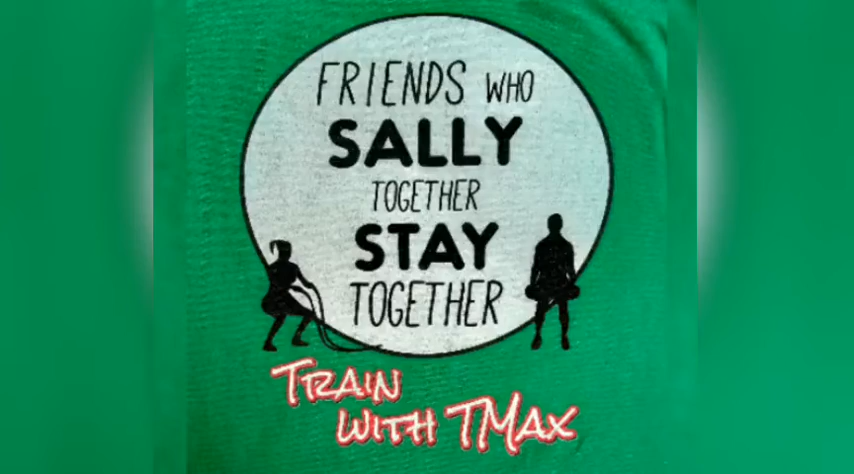 FRIENDS WHO
SALLY
TOGETHER
STAY
TOGETHER
TRAIN
WITH TMAX